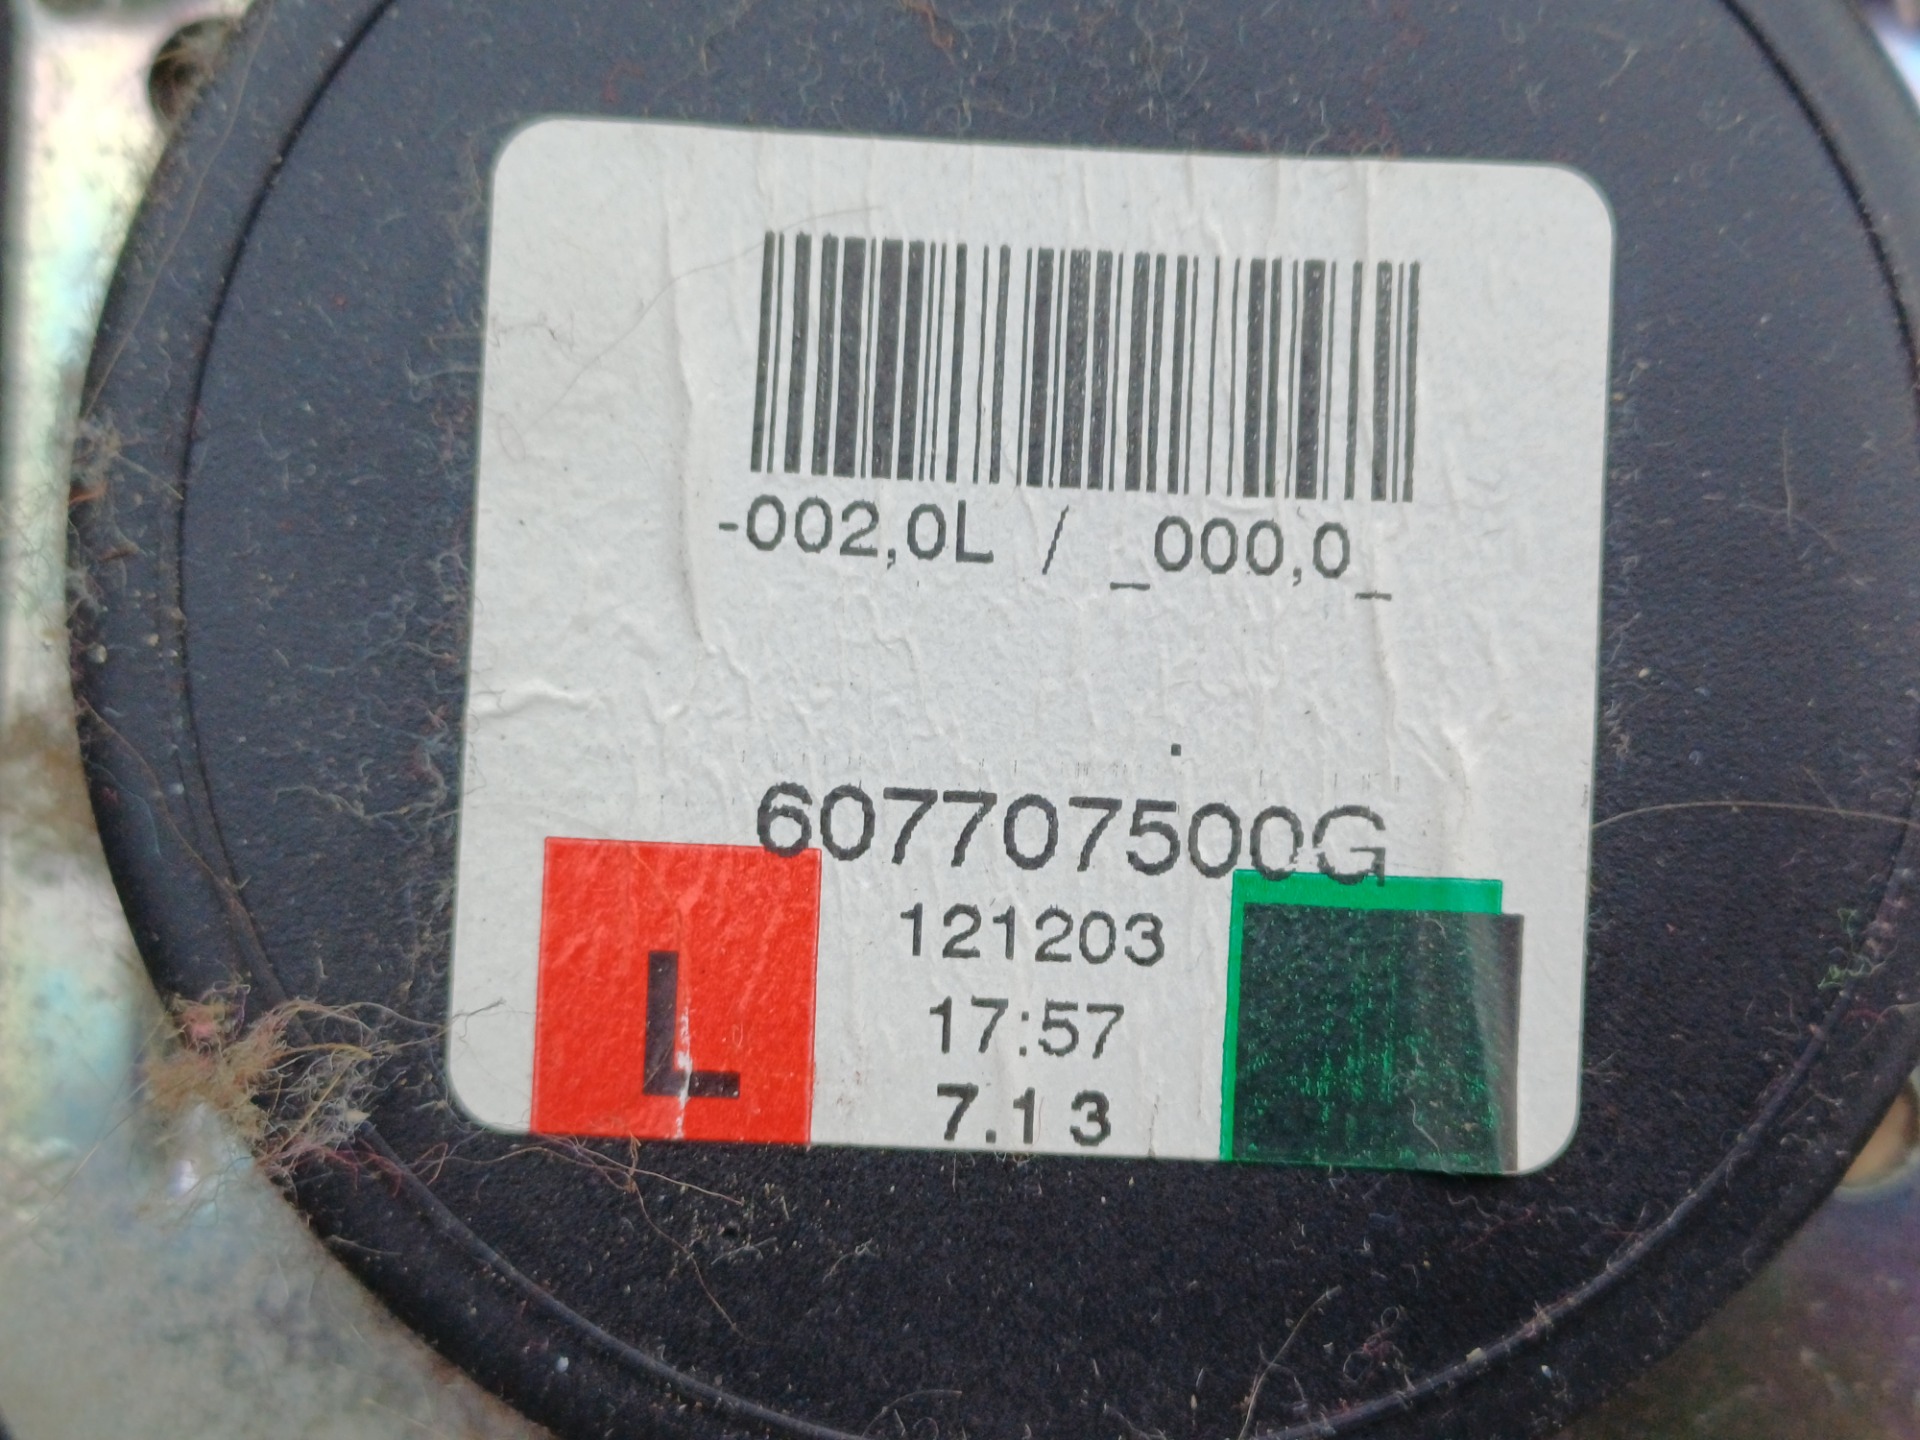 -002,0L / _000,0_
607707500G
121203
L
17:57
7.13